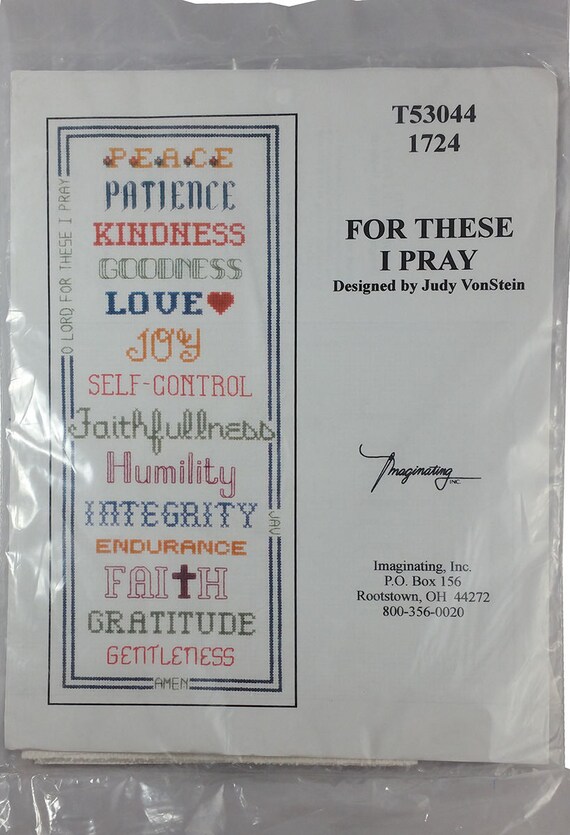 T53044
1724
FOR THESE
I PRAY
Designed by Judy VonStein
O LORD FOR THESE I PRAY
PEACE
PATIENCE
KINDNESS
GOODNESS
LOVE
JOY
SELF-CONTROL
Faithfullness
Humility
INTEGRITY
ENDURANCE
FAITH
GRATITUDE
GENTLENESS
JAV
AMEN
Imaginating
INC.
Imaginating, Inc.
P.O. Box 156
Rootstown, OH 44272
800-356-0020